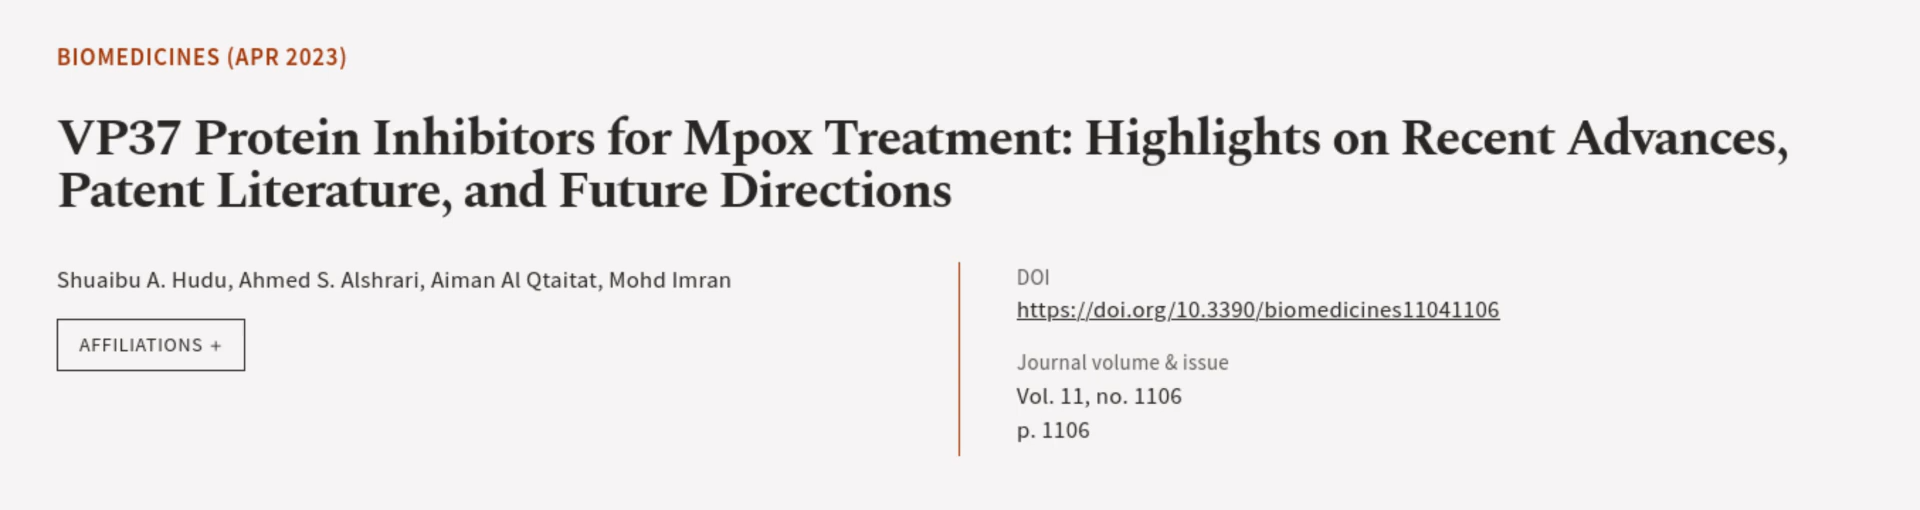 BIOMEDICINES (APR 2023)
VP37 Protein Inhibitors for Mpox Treatment: Highlights on Recent Advances,
Patent Literature, and Future Directions
Shuaibu A. Hudu, Ahmed S. Alshrari, Aiman Al Qtaitat, Mohd Imran
AFFILIATIONS +
DOI
https://doi.org/10.3390/biomedicines11041106
Journal volume & issue
Vol. 11, no. 1106
p. 1106